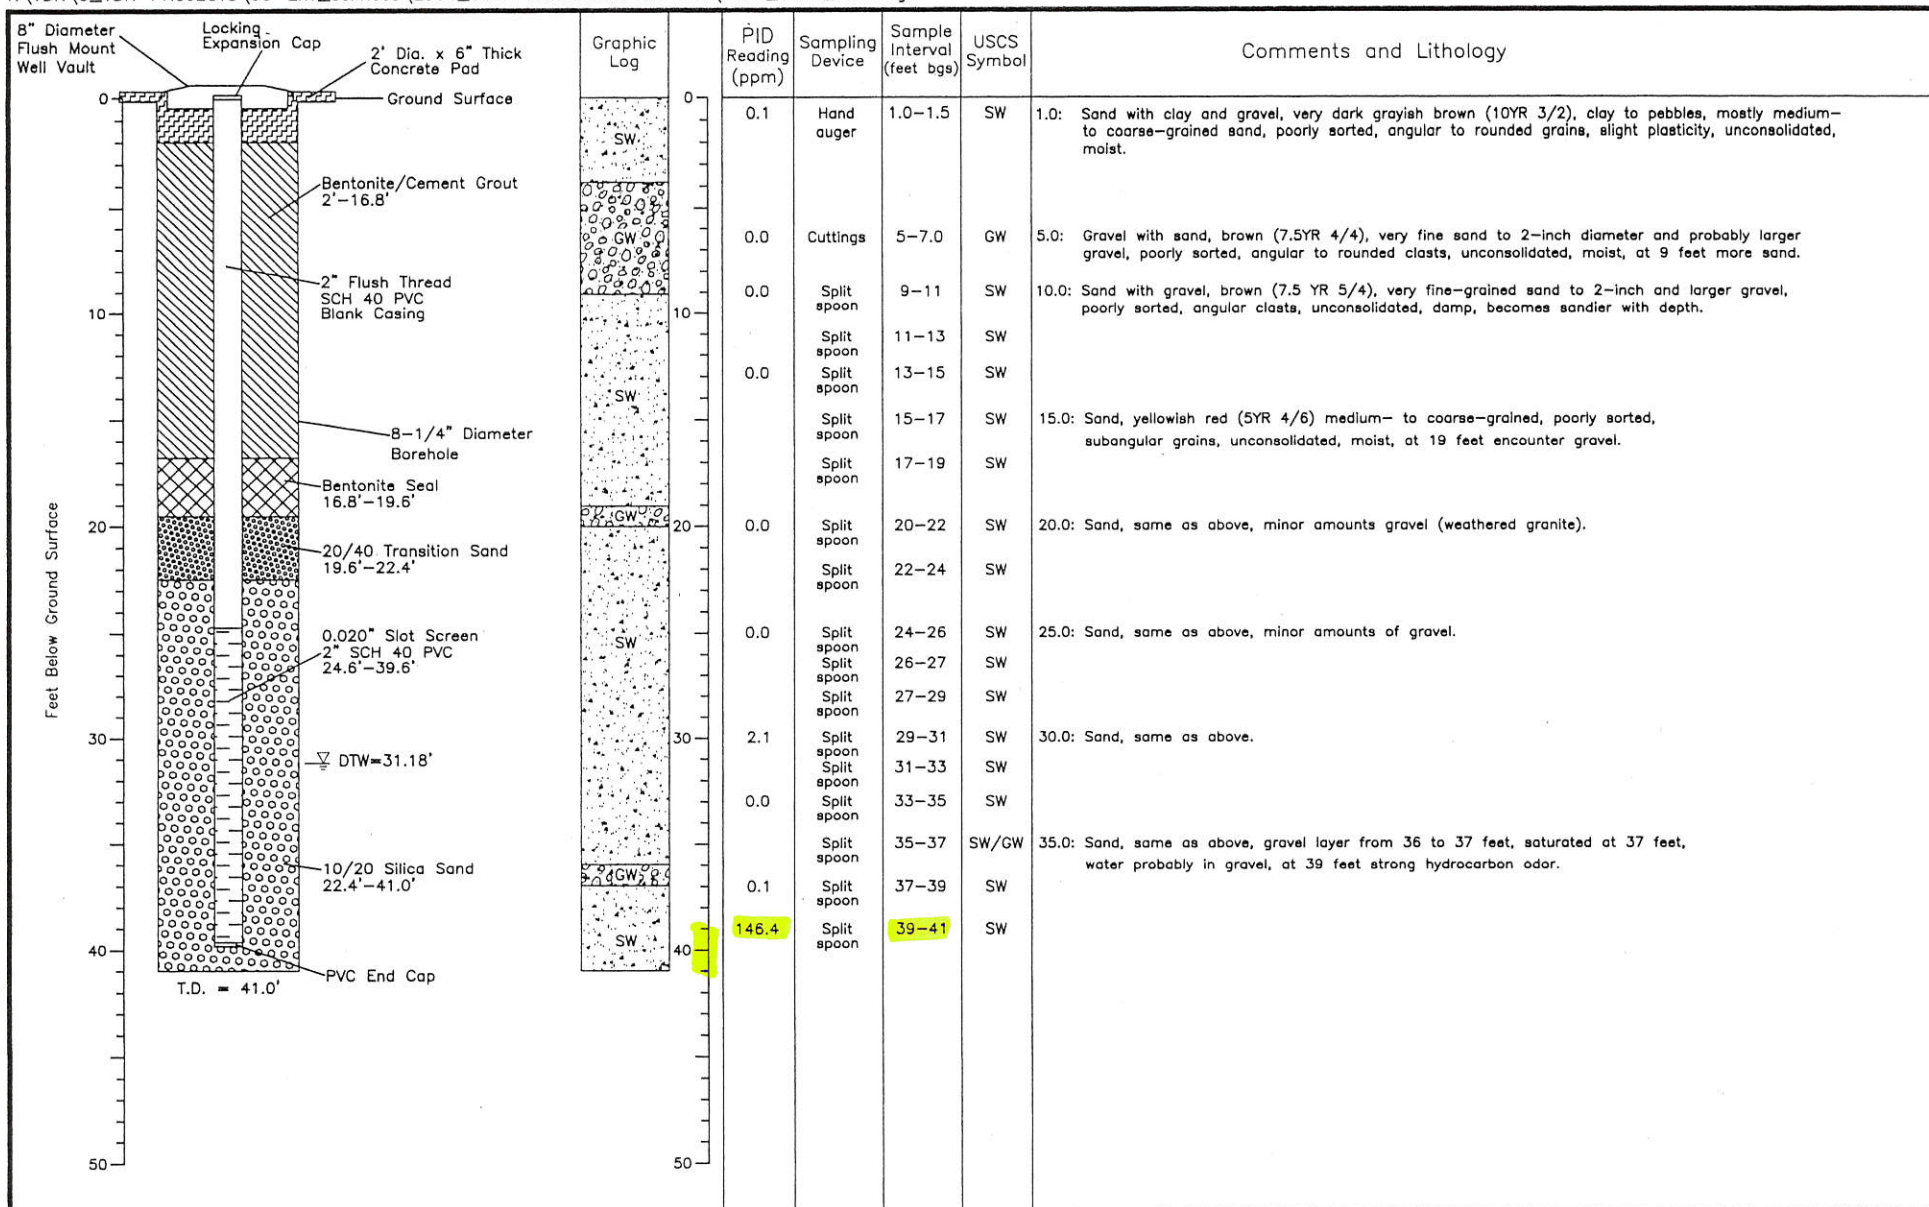 8" Diameter
Flush Mount
Well Vault
Locking
Expansion Cap
2' Dia. x 6" Thick
Concrete Pad
Ground Surface
Bentonite/Cement Grout
2'-16.8'
2" Flush Thread
SCH 40 PVC
Blank Casing
8-1/4" Diameter
Borehole
Bentonite Seal
16.8'-19.6'
20/40 Transition Sand
19.6'-22.4'
0.020" Slot Screen
2" SCH 40 PVC
24.6'-39.6'
DTW=31.18'
10/20 Silica Sand
22.4'-41.0'
PVC End Cap
T.D. = 41.0'
Feet Below Ground Surface
0
10
20
30
40
50
Graphic
Log
SW
GW
SW
GW
SW
GW
SW
0
10
20
30
40
50
PID
Reading
(ppm)
Sampling
Device
Sample
Interval
(feet bgs)
USCS
Symbol
Comments and Lithology
0.1 Hand auger 1.0-1.5 SW 1.0: Sand with clay and gravel, very dark grayish brown (10YR 3/2), clay to pebbles, mostly medium-
to coarse-grained sand, poorly sorted, angular to rounded grains, slight plasticity, unconsolidated,
moist.
0.0 Cuttings 5-7.0 GW 5.0: Gravel with sand, brown (7.5YR 4/4), very fine sand to 2-inch diameter and probably larger
gravel, poorly sorted, angular to rounded clasts, unconsolidated, moist, at 9 feet more sand.
0.0 Split spoon 9-11 SW 10.0: Sand with gravel, brown (7.5 YR 5/4), very fine-grained sand to 2-inch and larger gravel,
poorly sorted, angular clasts, unconsolidated, damp, becomes sandier with depth.
Split spoon 11-13 SW
0.0 Split spoon 13-15 SW
Split spoon 15-17 SW 15.0: Sand, yellowish red (5YR 4/6) medium- to coarse-grained, poorly sorted,
subangular grains, unconsolidated, moist, at 19 feet encounter gravel.
Split spoon 17-19 SW
0.0 Split spoon 20-22 SW 20.0: Sand, same as above, minor amounts gravel (weathered granite).
Split spoon 22-24 SW
0.0 Split spoon 24-26 SW 25.0: Sand, same as above, minor amounts of gravel.
Split spoon 26-27 SW
Split spoon 27-29 SW
2.1 Split spoon 29-31 SW 30.0: Sand, same as above.
Split spoon 31-33 SW
0.0 Split spoon 33-35 SW
Split spoon 35-37 SW/GW 35.0: Sand, same as above, gravel layer from 36 to 37 feet, saturated at 37 feet,
water probably in gravel, at 39 feet strong hydrocarbon odor.
0.1 Split spoon 37-39 SW
146.4 Split spoon 39-41 SW